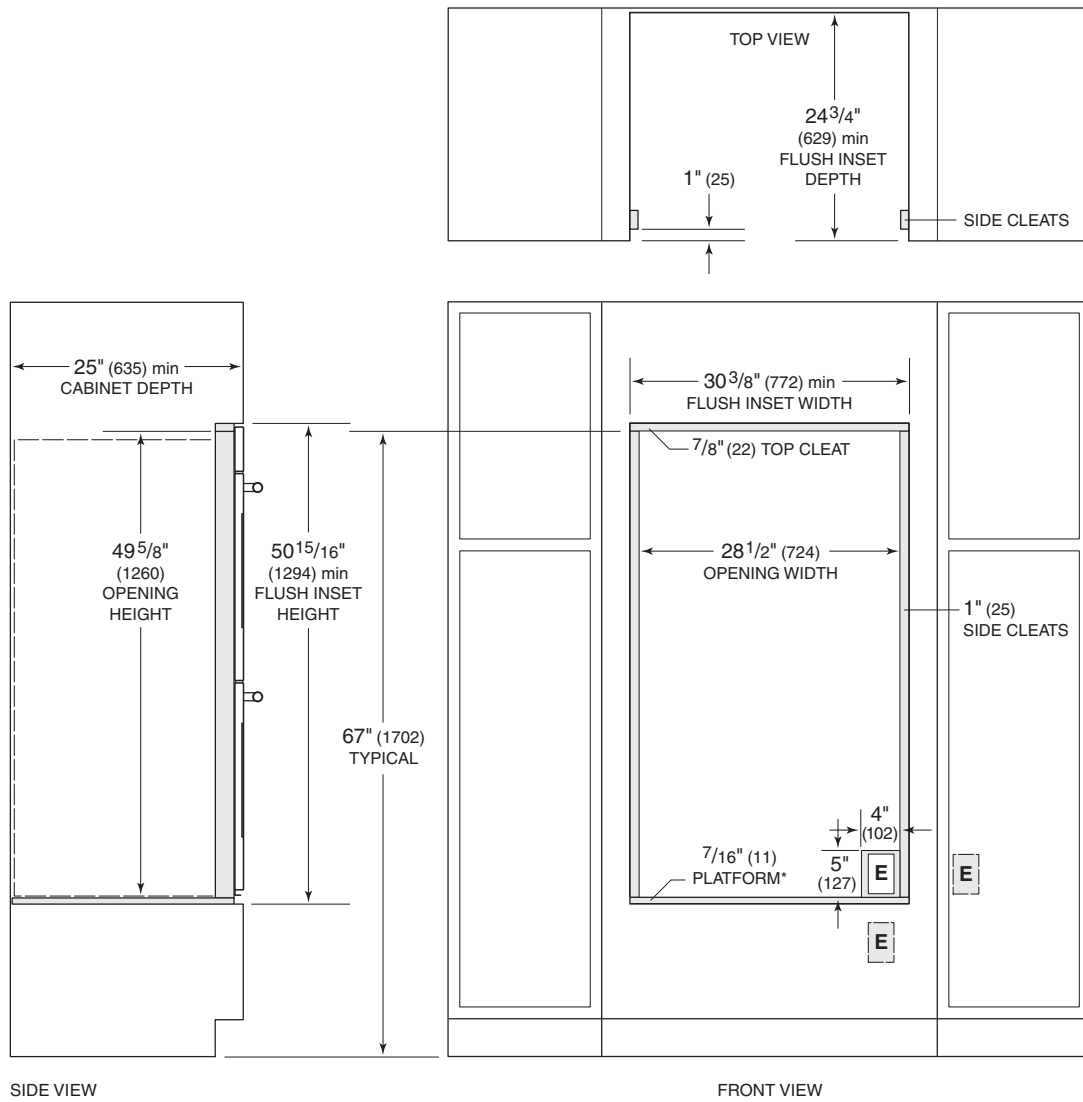 TOP VIEW
24 3/4"
(629) min
FLUSH INSET
DEPTH
1" (25)
SIDE CLEATS
25" (635) min
CABINET DEPTH
30 3/8" (772) min
FLUSH INSET WIDTH
7/8" (22) TOP CLEAT
49 5/8"
(1260)
OPENING
HEIGHT
50 15/16"
(1294) min
FLUSH INSET
HEIGHT
28 1/2" (724)
OPENING WIDTH
1" (25)
SIDE CLEATS
67" (1702)
TYPICAL
4"
(102)
7/16" (11)
PLATFORM*
5"
(127)
E
E
E
SIDE VIEW
FRONT VIEW